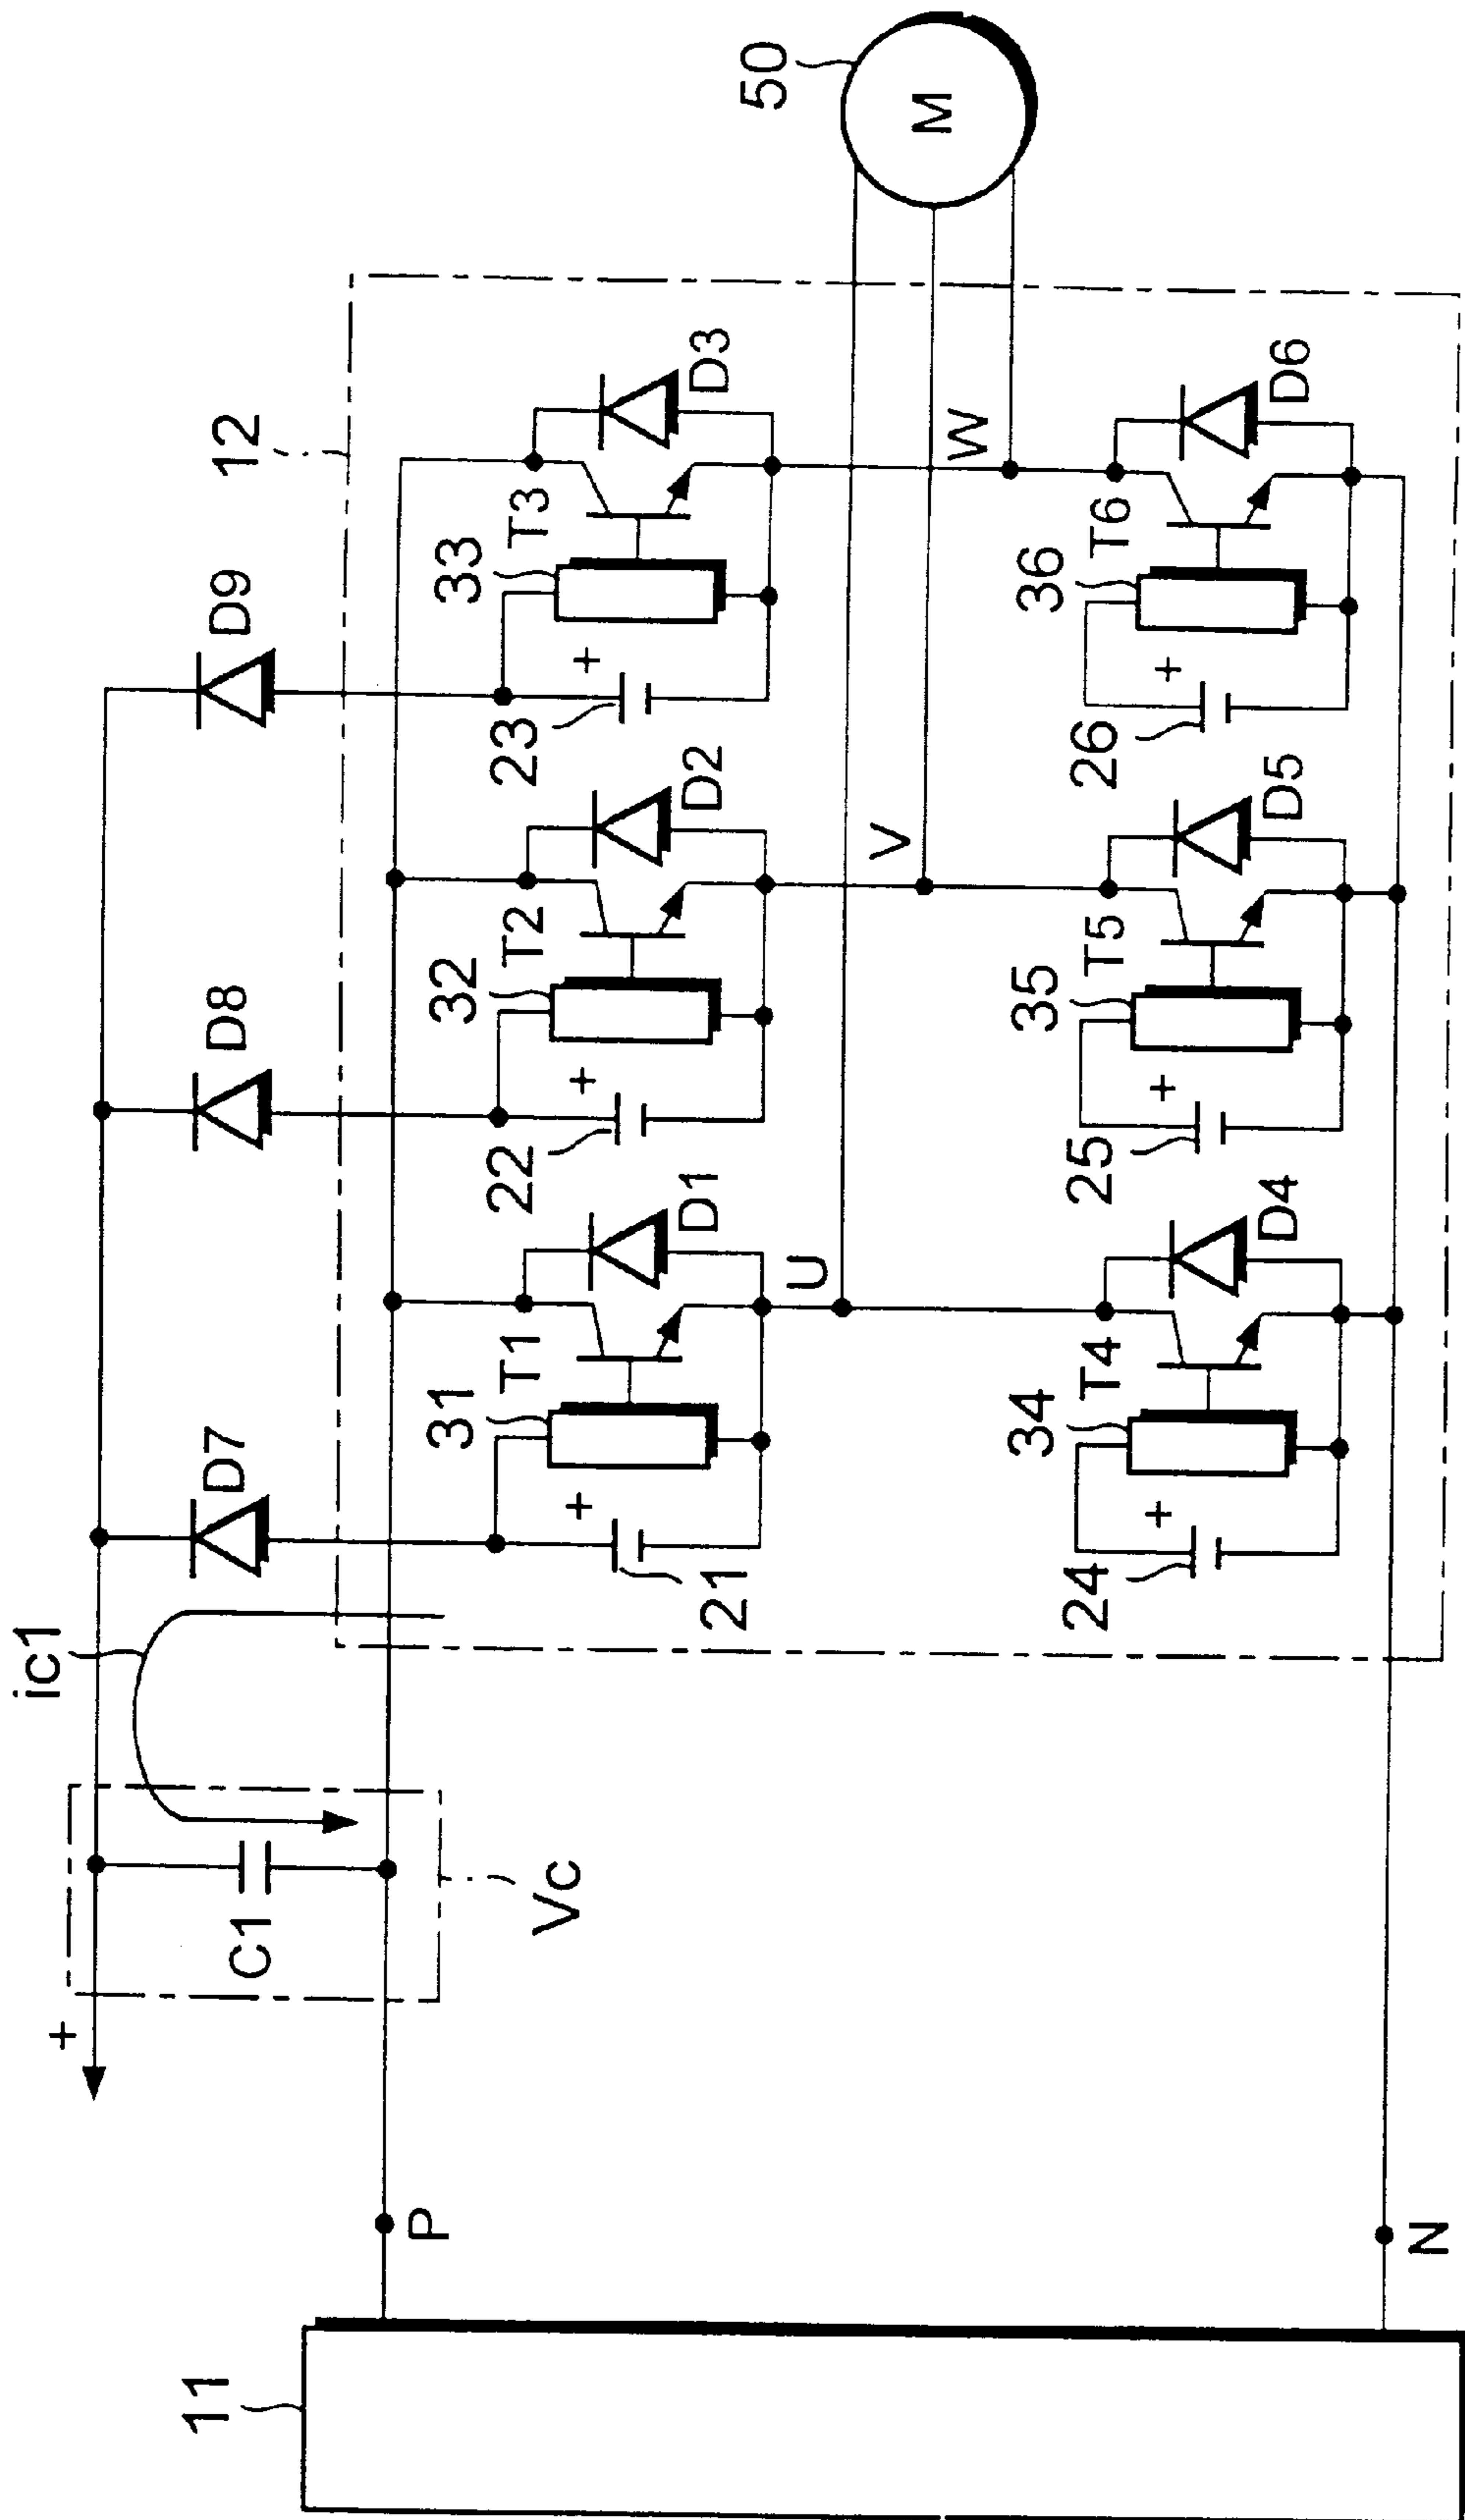 ic1
D7
D8
D9
12
50
M
+
C1
Vc
31
T1
D1
32
T2
D2
33
T3
D3
+
21
+
22
+
23
U
V
W
34
T4
D4
35
T5
D5
36
T6
D6
+
24
+
25
+
26
11
P
N